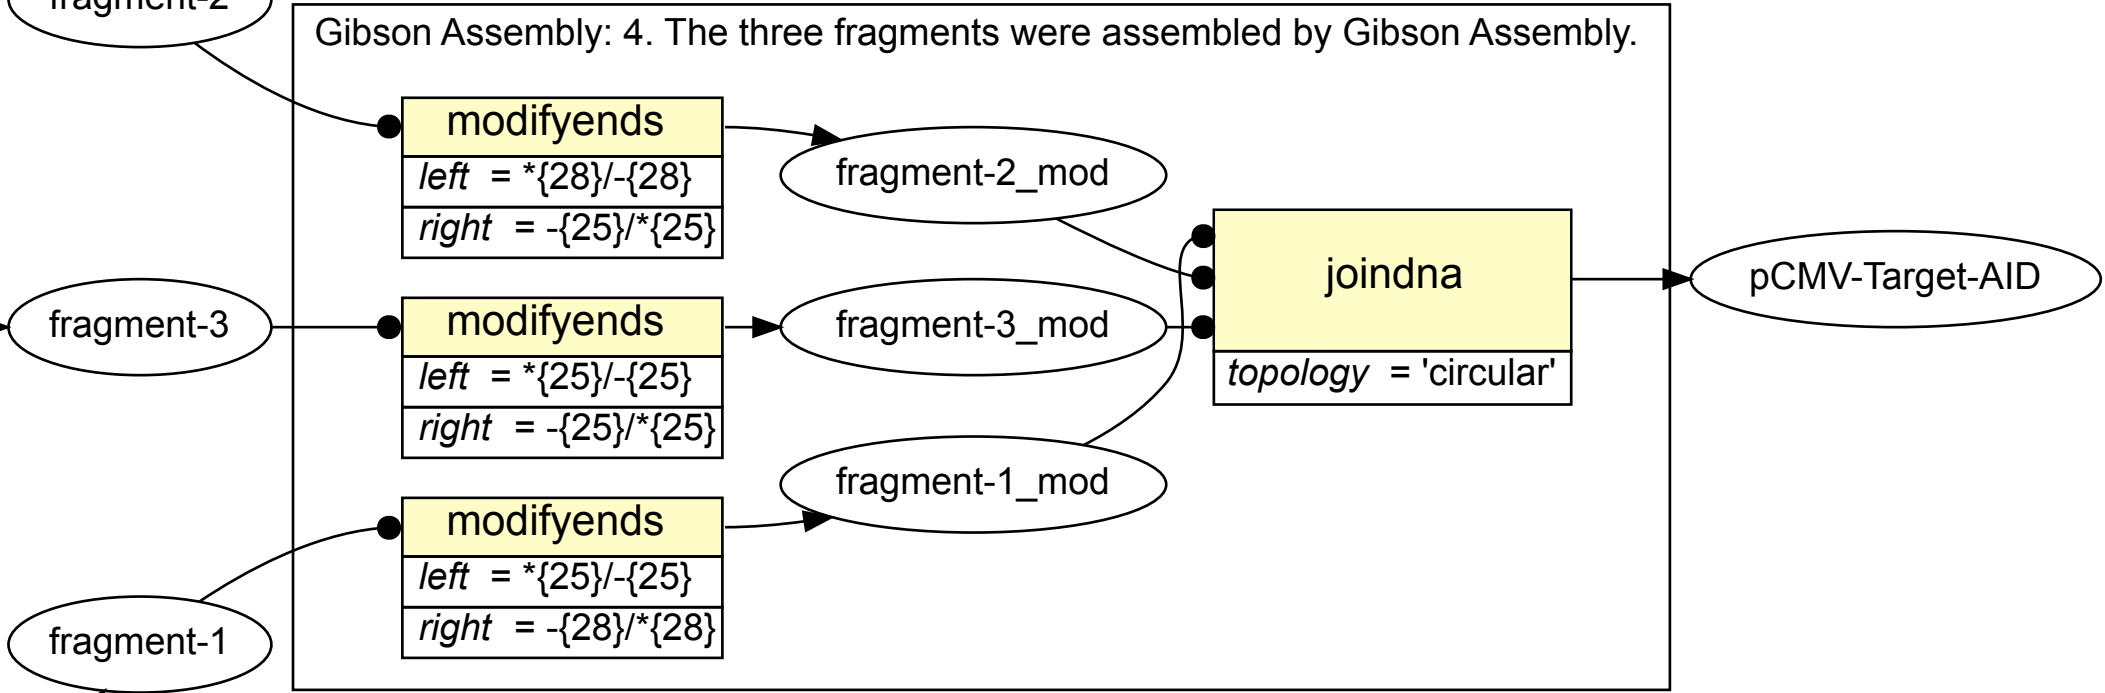 fragment-2
Gibson Assembly: 4. The three fragments were assembled by Gibson Assembly.
modifyends
left = *{28}/-{28}
right = -{25}/*{25}
fragment-2_mod
joindna
topology = 'circular'
pCMV-Target-AID
fragment-3
modifyends
left = *{25}/-{25}
right = -{25}/*{25}
fragment-3_mod
fragment-1_mod
modifyends
left = *{25}/-{25}
right = -{28}/*{28}
fragment-1